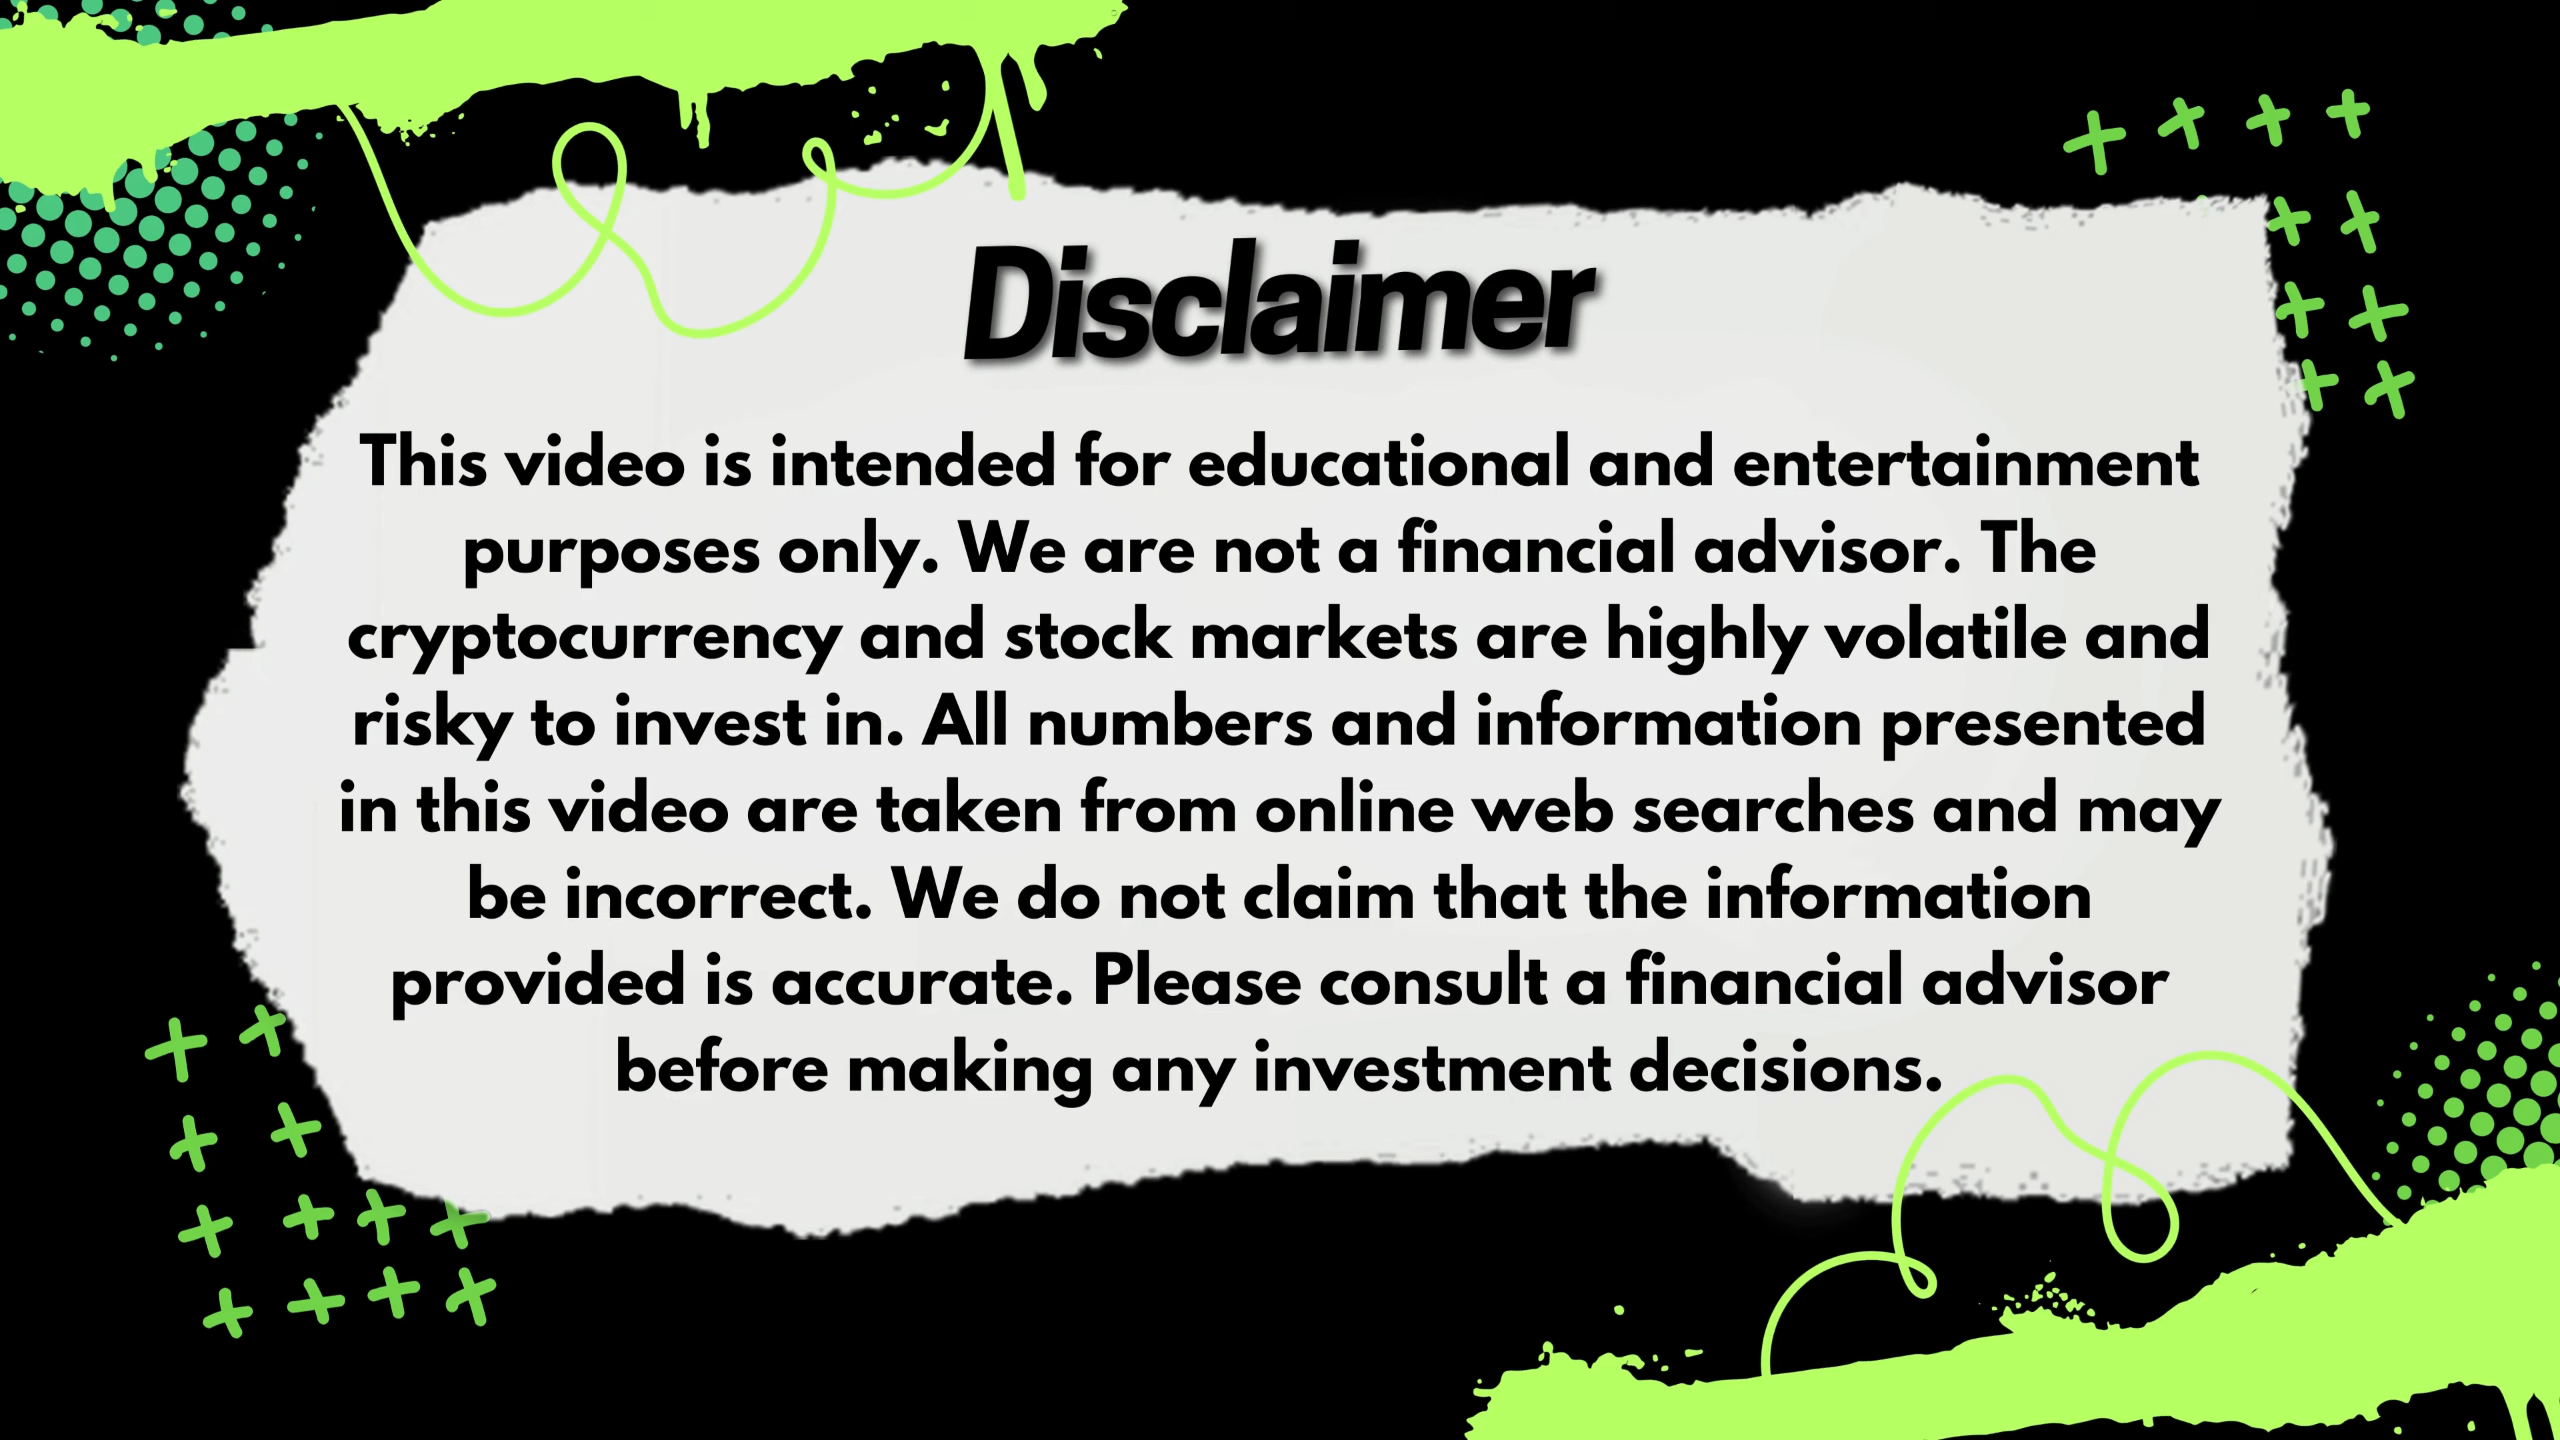 Disclaimer
This video is intended for educational and entertainment
purposes only. We are not a financial advisor. The
cryptocurrency and stock markets are highly volatile and
risky to invest in. All numbers and information presented
in this video are taken from online web searches and may
be incorrect. We do not claim that the information
provided is accurate. Please consult a financial advisor
before making any investment decisions.